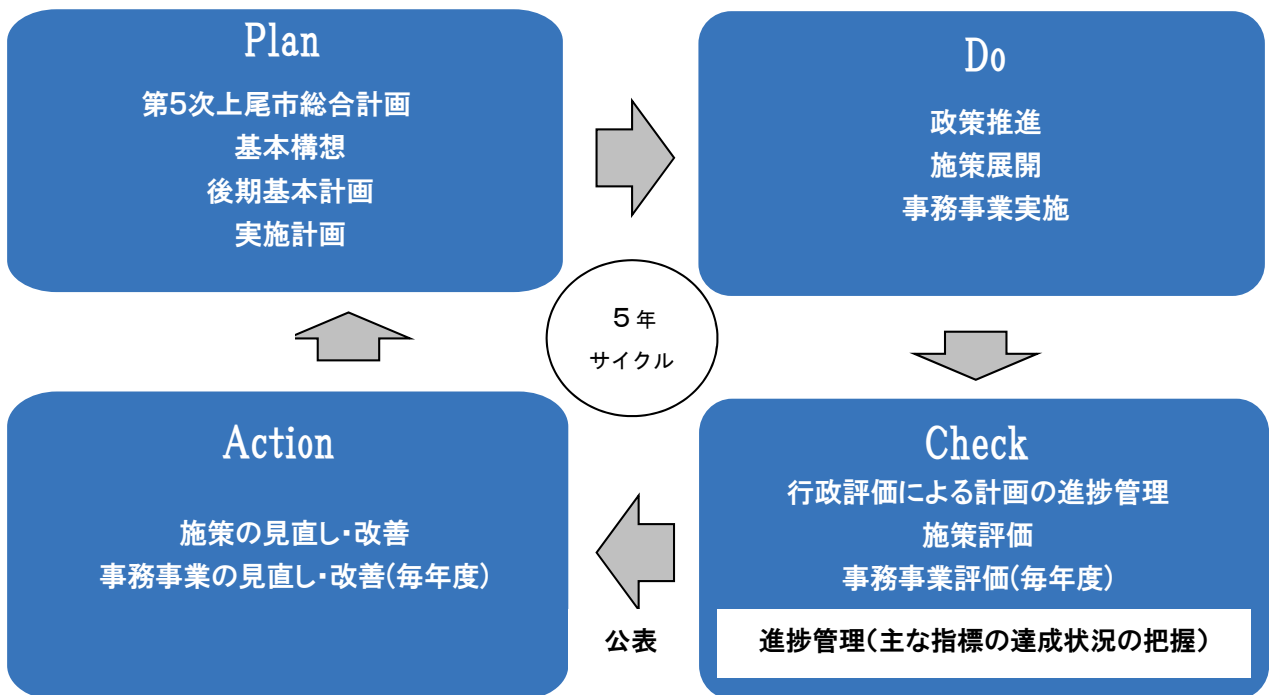 Plan
第5次上尾市総合計画
基本構想
後期基本計画
実施計画
Do
政策推進
施策展開
事務事業実施
5年
サイクル
Action
施策の見直し・改善
事務事業の見直し・改善(毎年度)
Check
行政評価による計画の進捗管理
施策評価
事務事業評価(毎年度)
進捗管理(主な指標の達成状況の把握)
公表